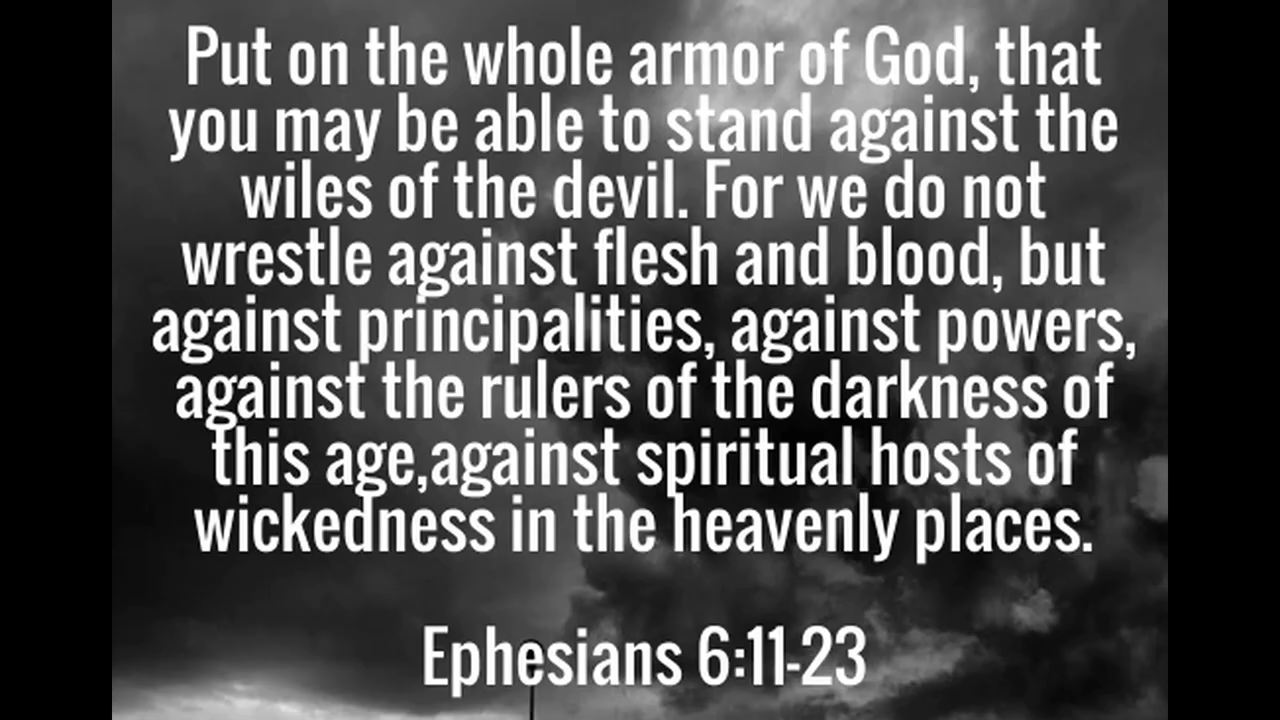 Put on the whole armor of God, that
you may be able to stand against the
wiles of the devil. For we do not
wrestle against flesh and blood, but
against principalities, against powers,
against the rulers of the darkness of
this age,against spiritual hosts of
wickedness in the heavenly places.
Ephesians 6:11-23